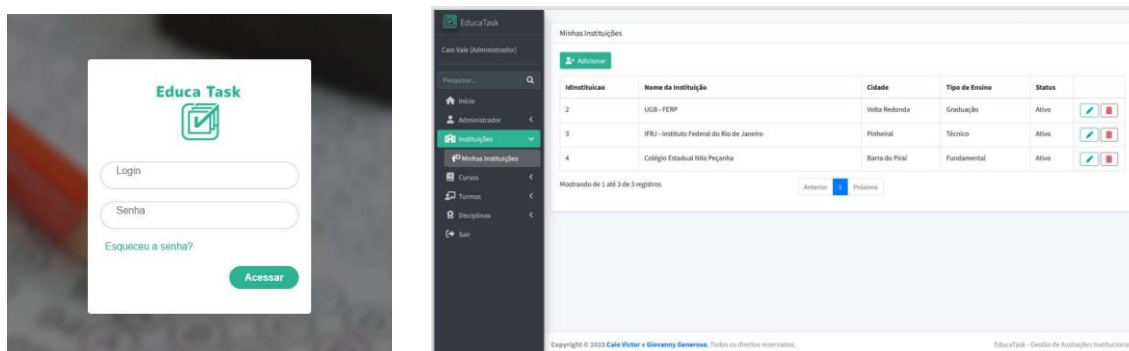 Educa Task
Login
Senha
Esqueceu a senha?
Acessar
EducaTask
Caio Vale (Administrador)
Pesquisar...
Início
Administrador
Instituições
Minhas Instituições
Cursos
Turmas
Disciplinas
Sair
Minhas Instituições
Adicionar
IdInstituicao Nome da Instituição Cidade Tipo de Ensino Status
2 UGB - FERP Volta Redonda Graduação Ativo
3 IFRJ - Instituto Federal do Rio de Janeiro Pinheiral Técnico Ativo
4 Colégio Estadual Nilo Peçanha Barra do Piraí Fundamental Ativo
Mostrando de 1 até 3 de 3 registros
Anterior 1 Próximo
Copyright © 2023 Caio Victor e Giovanny Generoso. Todos os direitos reservados.
EducaTask - Gestão de Avaliações Instituciona